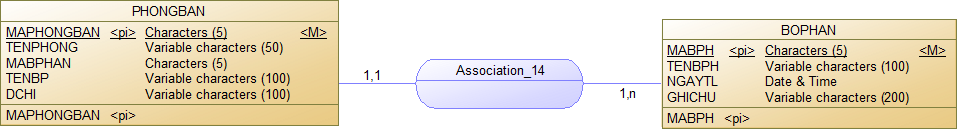 PHONGBAN
MAPHONGBAN <pi> Characters (5) <M>
TENPHONG Variable characters (50)
MABPHAN Characters (5)
TENBP Variable characters (100)
DCHI Variable characters (100)
MAPHONGBAN <pi>
1,1
Association_14
1,n
BOPHAN
MABPH <pi> Characters (5) <M>
TENBPH Variable characters (100)
NGAYTL Date & Time
GHICHU Variable characters (200)
MABPH <pi>